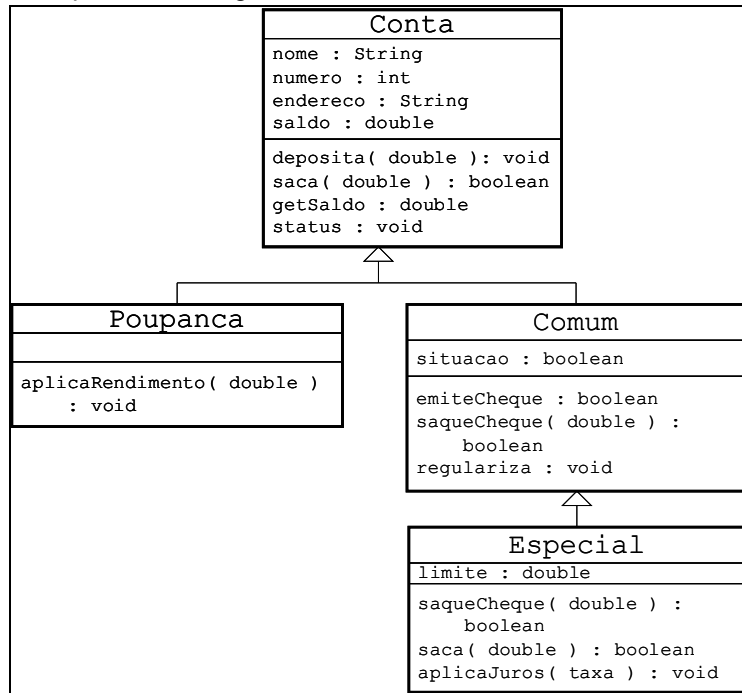 Conta
nome : String
numero : int
endereco : String
saldo : double
deposita( double ): void
saca( double ) : boolean
getSaldo : double
status : void
Poupanca
aplicaRendimento( double )
: void
Comum
situacao : boolean
emiteCheque : boolean
saqueCheque( double ) :
boolean
regulariza : void
Especial
limite : double
saqueCheque( double ) :
boolean
saca( double ) : boolean
aplicaJuros( taxa ) : void